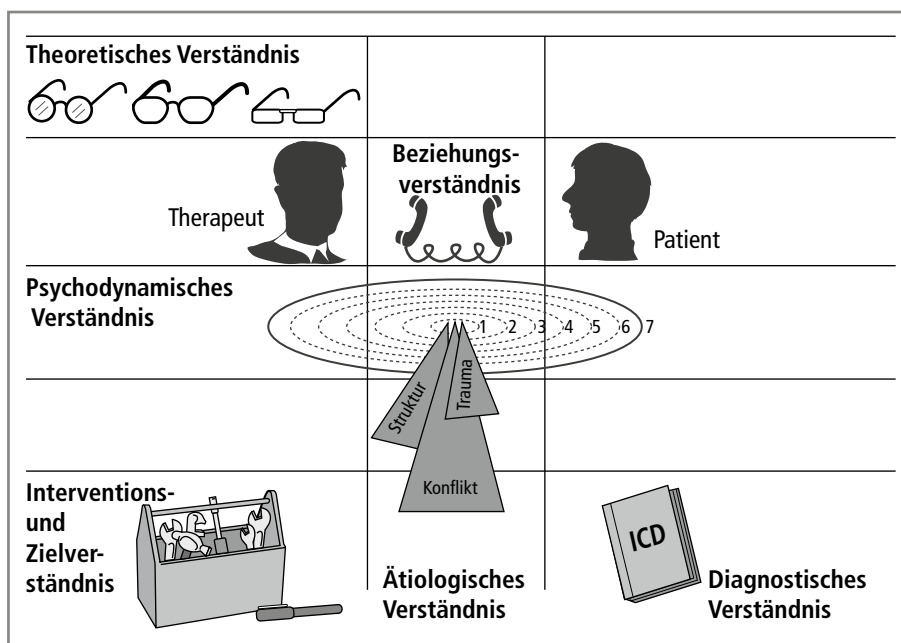 Theoretisches Verständnis
Beziehungs-
verständnis
Therapeut
Patient
Psychodynamisches
Verständnis
1 2 3 4 5 6 7
Struktur
Trauma
Konflikt
Interventions-
und
Zielver-
ständnis
ICD
Ätiologisches
Verständnis
Diagnostisches
Verständnis